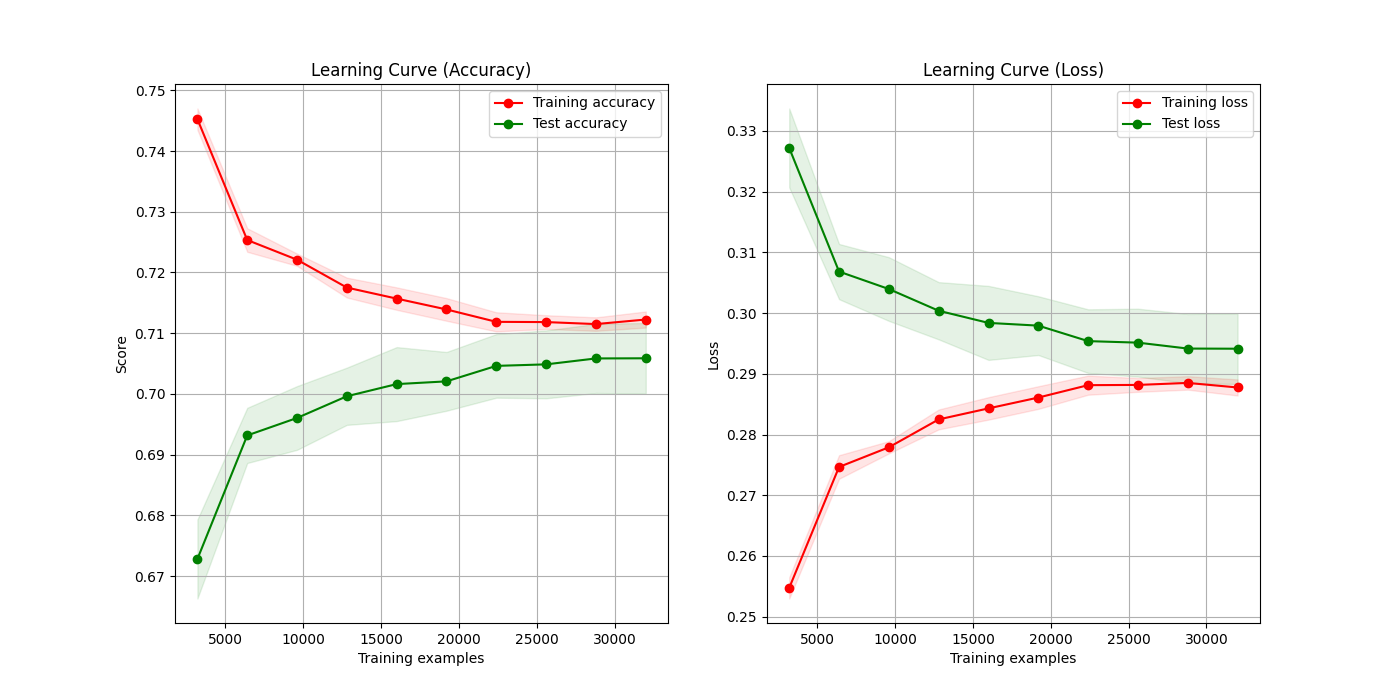 Learning Curve (Accuracy)
0.75
0.74
0.73
0.72
0.71
0.70
0.69
0.68
0.67
Score
Training accuracy
Test accuracy
5000 10000 15000 20000 25000 30000
Training examples
Learning Curve (Loss)
0.33
0.32
0.31
0.30
0.29
0.28
0.27
0.26
0.25
Loss
Training loss
Test loss
5000 10000 15000 20000 25000 30000
Training examples